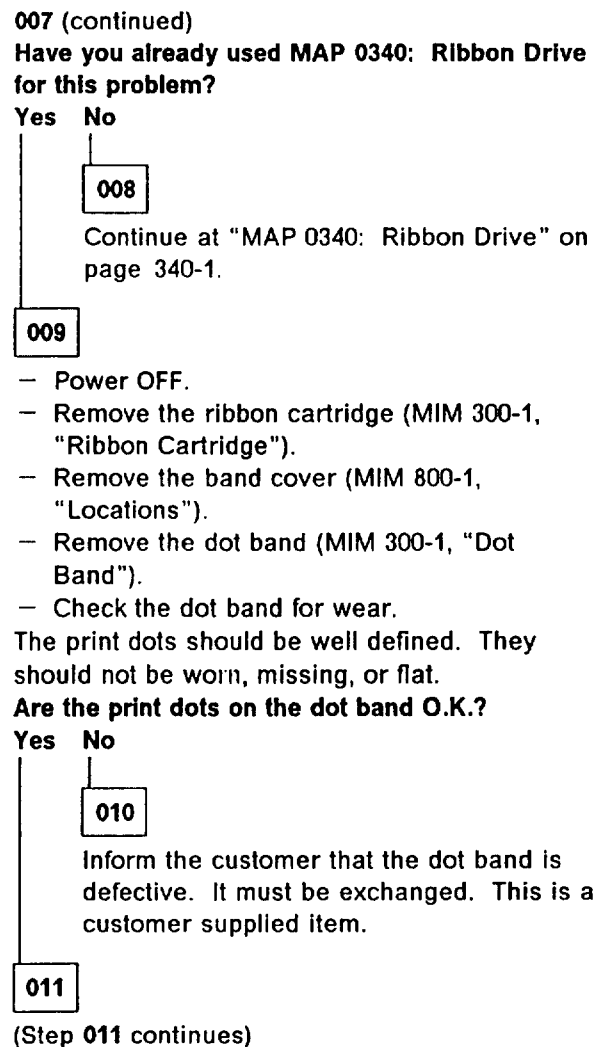 007 (continued)
Have you already used MAP 0340: Ribbon Drive
for this problem?
Yes No
008
Continue at "MAP 0340: Ribbon Drive" on
page 340-1.
009
— Power OFF.
— Remove the ribbon cartridge (MIM 300-1,
"Ribbon Cartridge").
— Remove the band cover (MIM 800-1,
"Locations").
— Remove the dot band (MIM 300-1, "Dot
Band").
— Check the dot band for wear.
The print dots should be well defined. They
should not be worn, missing, or flat.
Are the print dots on the dot band O.K.?
Yes No
010
Inform the customer that the dot band is
defective. It must be exchanged. This is a
customer supplied item.
011
(Step 011 continues)